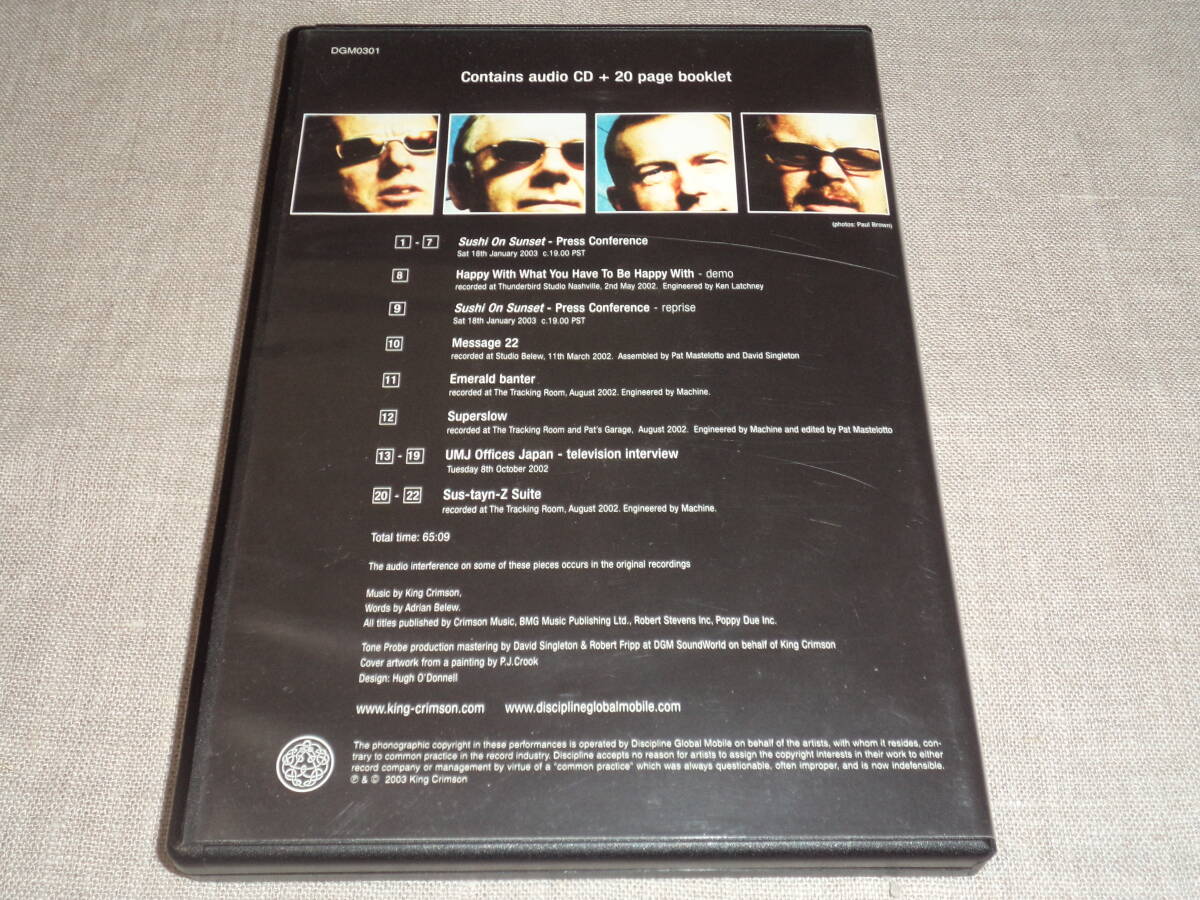 DGM0301
Contains audio CD + 20 page booklet
(photos: Paul Brown)
1 - 7 Sushi On Sunset - Press Conference
Sat 18th January 2003 c.19.00 PST
8 Happy With What You Have To Be Happy With - demo
recorded at Thunderbird Studio Nashville, 2nd May 2002. Engineered by Ken Latchney
9 Sushi On Sunset - Press Conference - reprise
Sat 18th January 2003 c.19.00 PST
10 Message 22
recorded at Studio Belew, 11th March 2002. Assembled by Pat Mastelotto and David Singleton
11 Emerald banter
recorded at The Tracking Room, August 2002. Engineered by Machine.
12 Superslow
recorded at The Tracking Room and Pat's Garage, August 2002. Engineered by Machine and edited by Pat Mastelotto
13 - 19 UMJ Offices Japan - television interview
Tuesday 8th October 2002
20 - 22 Sus-tayn-Z Suite
recorded at The Tracking Room, August 2002. Engineered by Machine.
Total time: 65:09
The audio interference on some of these pieces occurs in the original recordings
Music by King Crimson,
Words by Adrian Belew.
All titles published by Crimson Music, BMG Music Publishing Ltd., Robert Stevens Inc, Poppy Due Inc.
Tone Probe production mastering by David Singleton & Robert Fripp at DGM SoundWorld on behalf of King Crimson
Cover artwork from a painting by P.J.Crook
Design: Hugh O'Donnell
www.king-crimson.com www.disciplineglobalmobile.com
The phonographic copyright in these performances is operated by Discipline Global Mobile on behalf of the artists, with whom it resides, con-
trary to common practice in the record industry. Discipline accepts no reason for artists to assign the copyright interests in their work to either
record company or management by virtue of a "common practice" which was always questionable, often improper, and is now indefensible.
℗ & © 2003 King Crimson